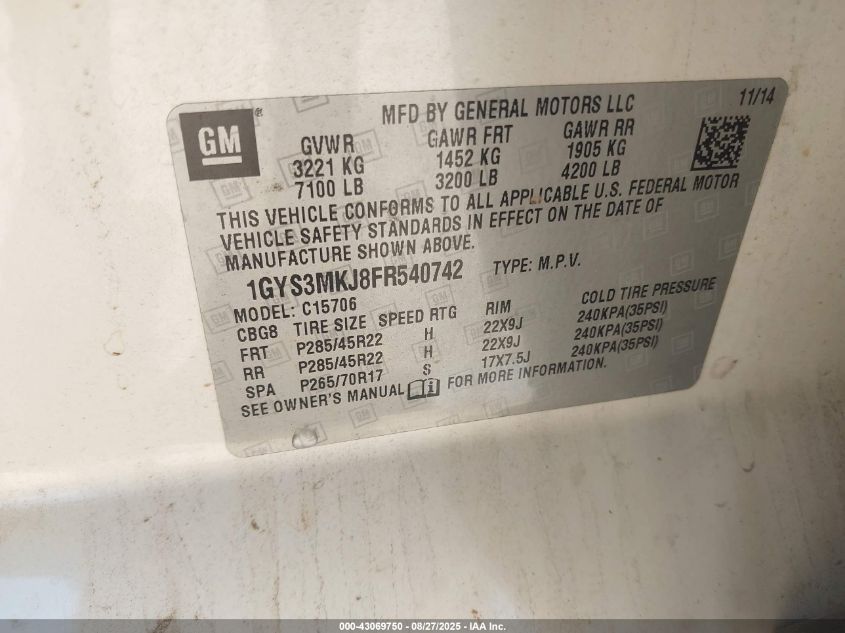 GM ®
MFD BY GENERAL MOTORS LLC
11/14
GVWR GAWR FRT GAWR RR
3221 KG 1452 KG 1905 KG
7100 LB 3200 LB 4200 LB
THIS VEHICLE CONFORMS TO ALL APPLICABLE U.S. FEDERAL MOTOR
VEHICLE SAFETY STANDARDS IN EFFECT ON THE DATE OF
MANUFACTURE SHOWN ABOVE.
1GYS3MKJ8FR540742 TYPE: M.P.V.
MODEL: C15706
CBG8 TIRE SIZE SPEED RTG RIM COLD TIRE PRESSURE
FRT P285/45R22 H 22X9J 240KPA(35PSI)
RR P285/45R22 H 22X9J 240KPA(35PSI)
SPA P265/70R17 S 17X7.5J 240KPA(35PSI)
SEE OWNER'S MANUAL FOR MORE INFORMATION.
000-43069750 - 08/27/2025 - IAA Inc.